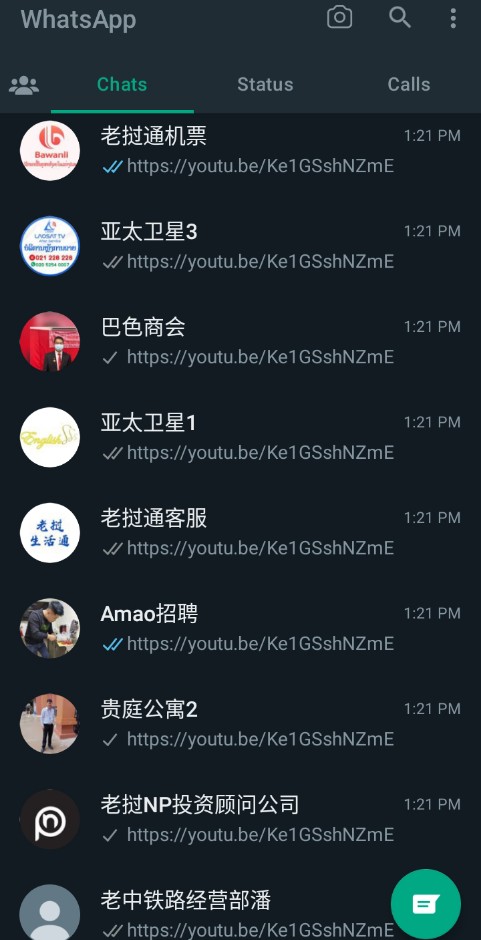 WhatsApp
Chats
Status
Calls
Bawanli
老挝通机票
1:21 PM
https://youtu.be/Ke1GSshNZmE
LAOSAT TV
021 228 228
亚太卫星3
1:21 PM
https://youtu.be/Ke1GSshNZmE
巴色商会
1:21 PM
https://youtu.be/Ke1GSshNZmE
English
亚太卫星1
1:21 PM
https://youtu.be/Ke1GSshNZmE
老挝
生活通
老挝通客服
1:21 PM
https://youtu.be/Ke1GSshNZmE
Amao招聘
1:21 PM
https://youtu.be/Ke1GSshNZmE
贵庭公寓2
1:21 PM
https://youtu.be/Ke1GSshNZmE
老挝NP投资顾问公司
1:21 PM
https://youtu.be/Ke1GSshNZmE
老中铁路经营部潘
https://youtu.be/Ke1GSshNZmE